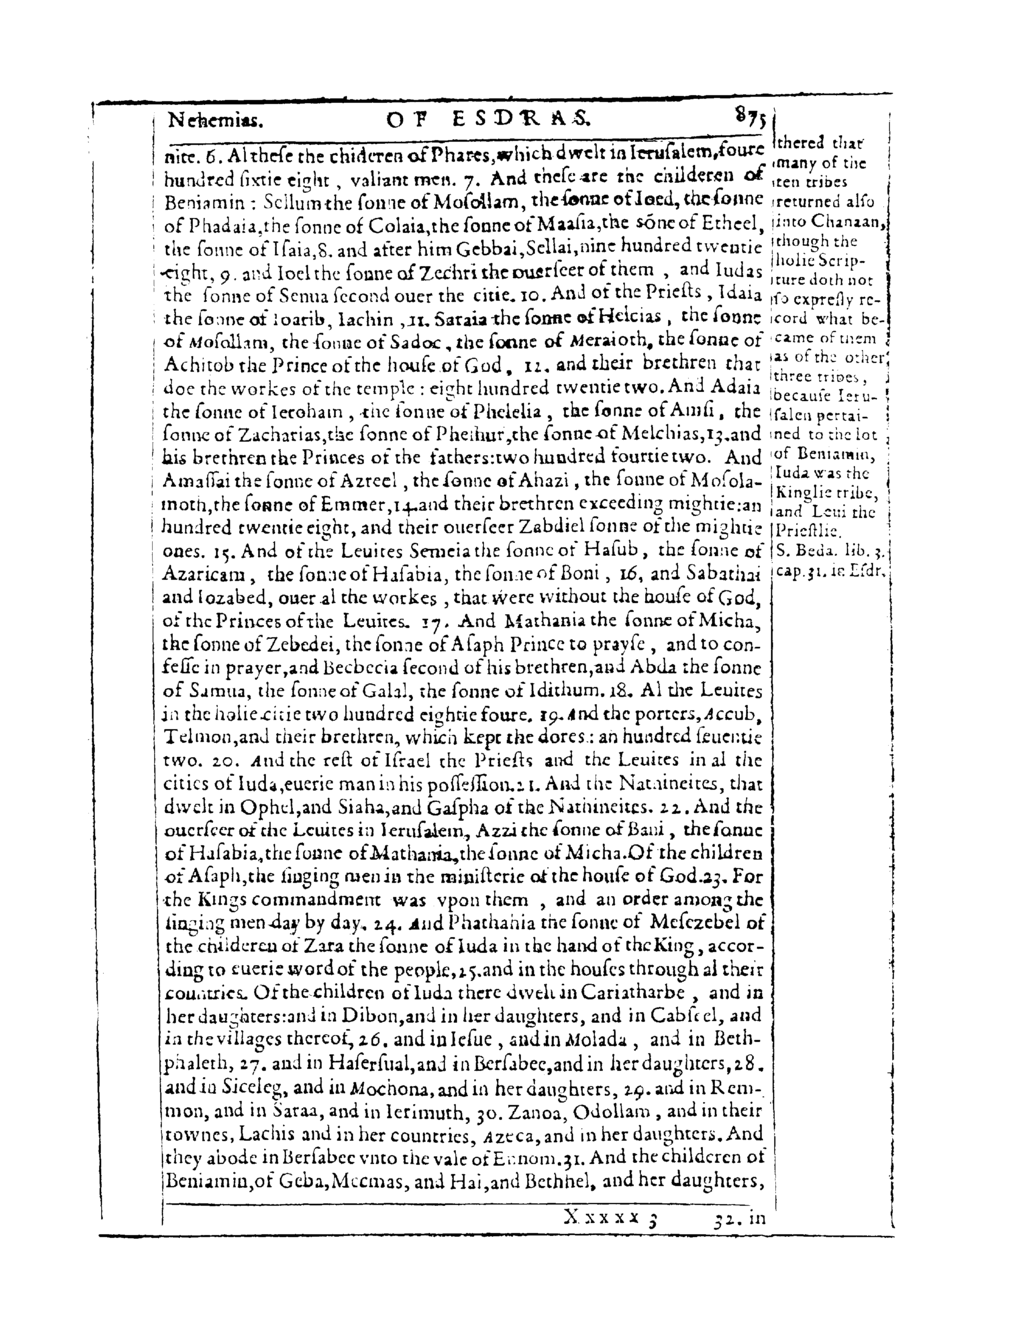 Nehemias. OF ESDRAS. 875
nite. 6. Al these the childeren of Phares, which dwelt in Ierusalem, foure
hundred sixtie eight, valiant men. 7. And these are the childeren of
Beniamin: Sellum the sonne of Mosollam, the sonne of Ioed, the sonne
of Phadaia, the sonne of Colaia, the sonne of Maasia, the sōne of Etheel,
the sonne of Isaia, 8. and after him Gebbai, Sellai, nine hundred twentie
eight, 9. and Ioel the sonne of Zechri the ouerseer of them, and Iudas
the sonne of Senua second ouer the citie. 10. And of the Priests, Idaia
the sonne of Ioarib, Iachin, 11. Saraia the sonne of Helcias, the sonne
of Mosollam, the sonne of Sadoc, the sonne of Meraioth, the sonne of
Achitob the Prince of the house of God, 12. and their brethren that
doe the workes of the temple: eight hundred twentie two. And Adaia
the sonne of Ieroham, the sonne of Phelelia, the sonne of Amsi, the
sonne of Zacharias, the sonne of Pheshur, the sonne of Melchias, 13. and
his brethren the Princes of the fathers: two hundred fourtie two. And
Amassai the sonne of Azreel, the sonne of Ahazi, the sonne of Mosola-
moth, the sonne of Emmer, 14. and their brethren exceeding mightie: an
hundred twentie eight, and their ouerseer Zabdiel sonne of the mightie
ones. 15. And of the Leuites Semeia the sonne of Hasub, the sonne of
Azaricam, the sonne of Hasabia, the sonne of Boni, 16, and Sabathai
and Iozabed, ouer al the workes, that were without the house of God,
of the Princes of the Leuites. 17. And Mathania the sonne of Micha,
the sonne of Zebedei, the sonne of Asaph Prince to prayse, and to con-
fesse in prayer, and Becbecia second of his brethren, and Abda the sonne
of Samua, the sonne of Galal, the sonne of Idithum. 18. Al the Leuites
in the holie citie two hundred eightie foure. 19. And the porters, Accub,
Telmon, and their brethren, which kept the dores: an hundred seuentie
two. 20. And the rest of Israel the Priests and the Leuites in al the
cities of Iuda, euerie man in his possession. 21. And the Nathineites, that
dwelt in Ophel, and Siaha, and Gaspha of the Nathineites. 22. And the
ouerseer of the Leuites in Ierusalem, Azzi the sonne of Bani, the sonne
of Hasabia, the sonne of Mathania, the sonne of Micha. Of the children
of Asaph, the singing men in the ministerie of the house of God. 23. For
the Kings commandment was vpon them, and an order among the
singing men day by day. 24. And Phathahia the sonne of Mesezebel of
the childeren of Zara the sonne of Iuda in the hand of the King, accor-
ding to euerie word of the people, 25. and in the houses through al their
countries. Of the children of Iuda there dwelt in Cariatharbe, and in
her daughters: and in Dibon, and in her daughters, and in Cabseel, and
in the villages thereof, 26. and in Iesue, and in Molada, and in Beth-
phaleth, 27. and in Hasersual, and in Bersabee, and in her daughters, 28.
and in Siceleg, and in Mochona, and in her daughters, 29. and in Rem-
mon, and in Saraa, and in Ierimuth, 30. Zanoa, Odollam, and in their
townes, Lachis and in her countries, Azeca, and in her daughters. And
they abode in Bersabee vnto the vale of Ennom. 31. And the childeren of
Beniamin, of Geba, Mecmas, and Hai, and Bethhel, and her daughters,
X x x x x 3 32. in
thered that
many of the
ten tribes
returned also
into Chanaan,
though the
holie Scrip-
ture doth not
so expresly re-
cord what be-
came of them
as of the other
three tribes,
because Ieru-
salen pertai-
ned to the lot
of Beniamin,
Iuda was the
Kinglie tribe,
and Leui the
Priestlie.
S. Beda. lib. 3.
cap. 31. in Esdr.